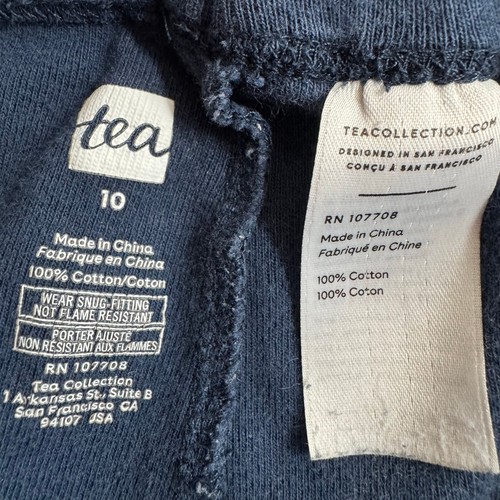 tea
10
Made in China
Fabriqué en China
100% Cotton/Coton
WEAR SNUG-FITTING
NOT FLAME RESISTANT
PORTER AJUSTÉ
NON RÉSISTANT AUX FLAMMES
RN 107708
Tea Collection
1 Arkansas St., Suite B
San Francisco CA
94107 USA
TEACOLLECTION.COM
DESIGNED IN SAN FRANCISCO
CONÇU À SAN FRANCISCO
RN 107708
Made in China
Fabriqué en Chine
100% Cotton
100% Coton